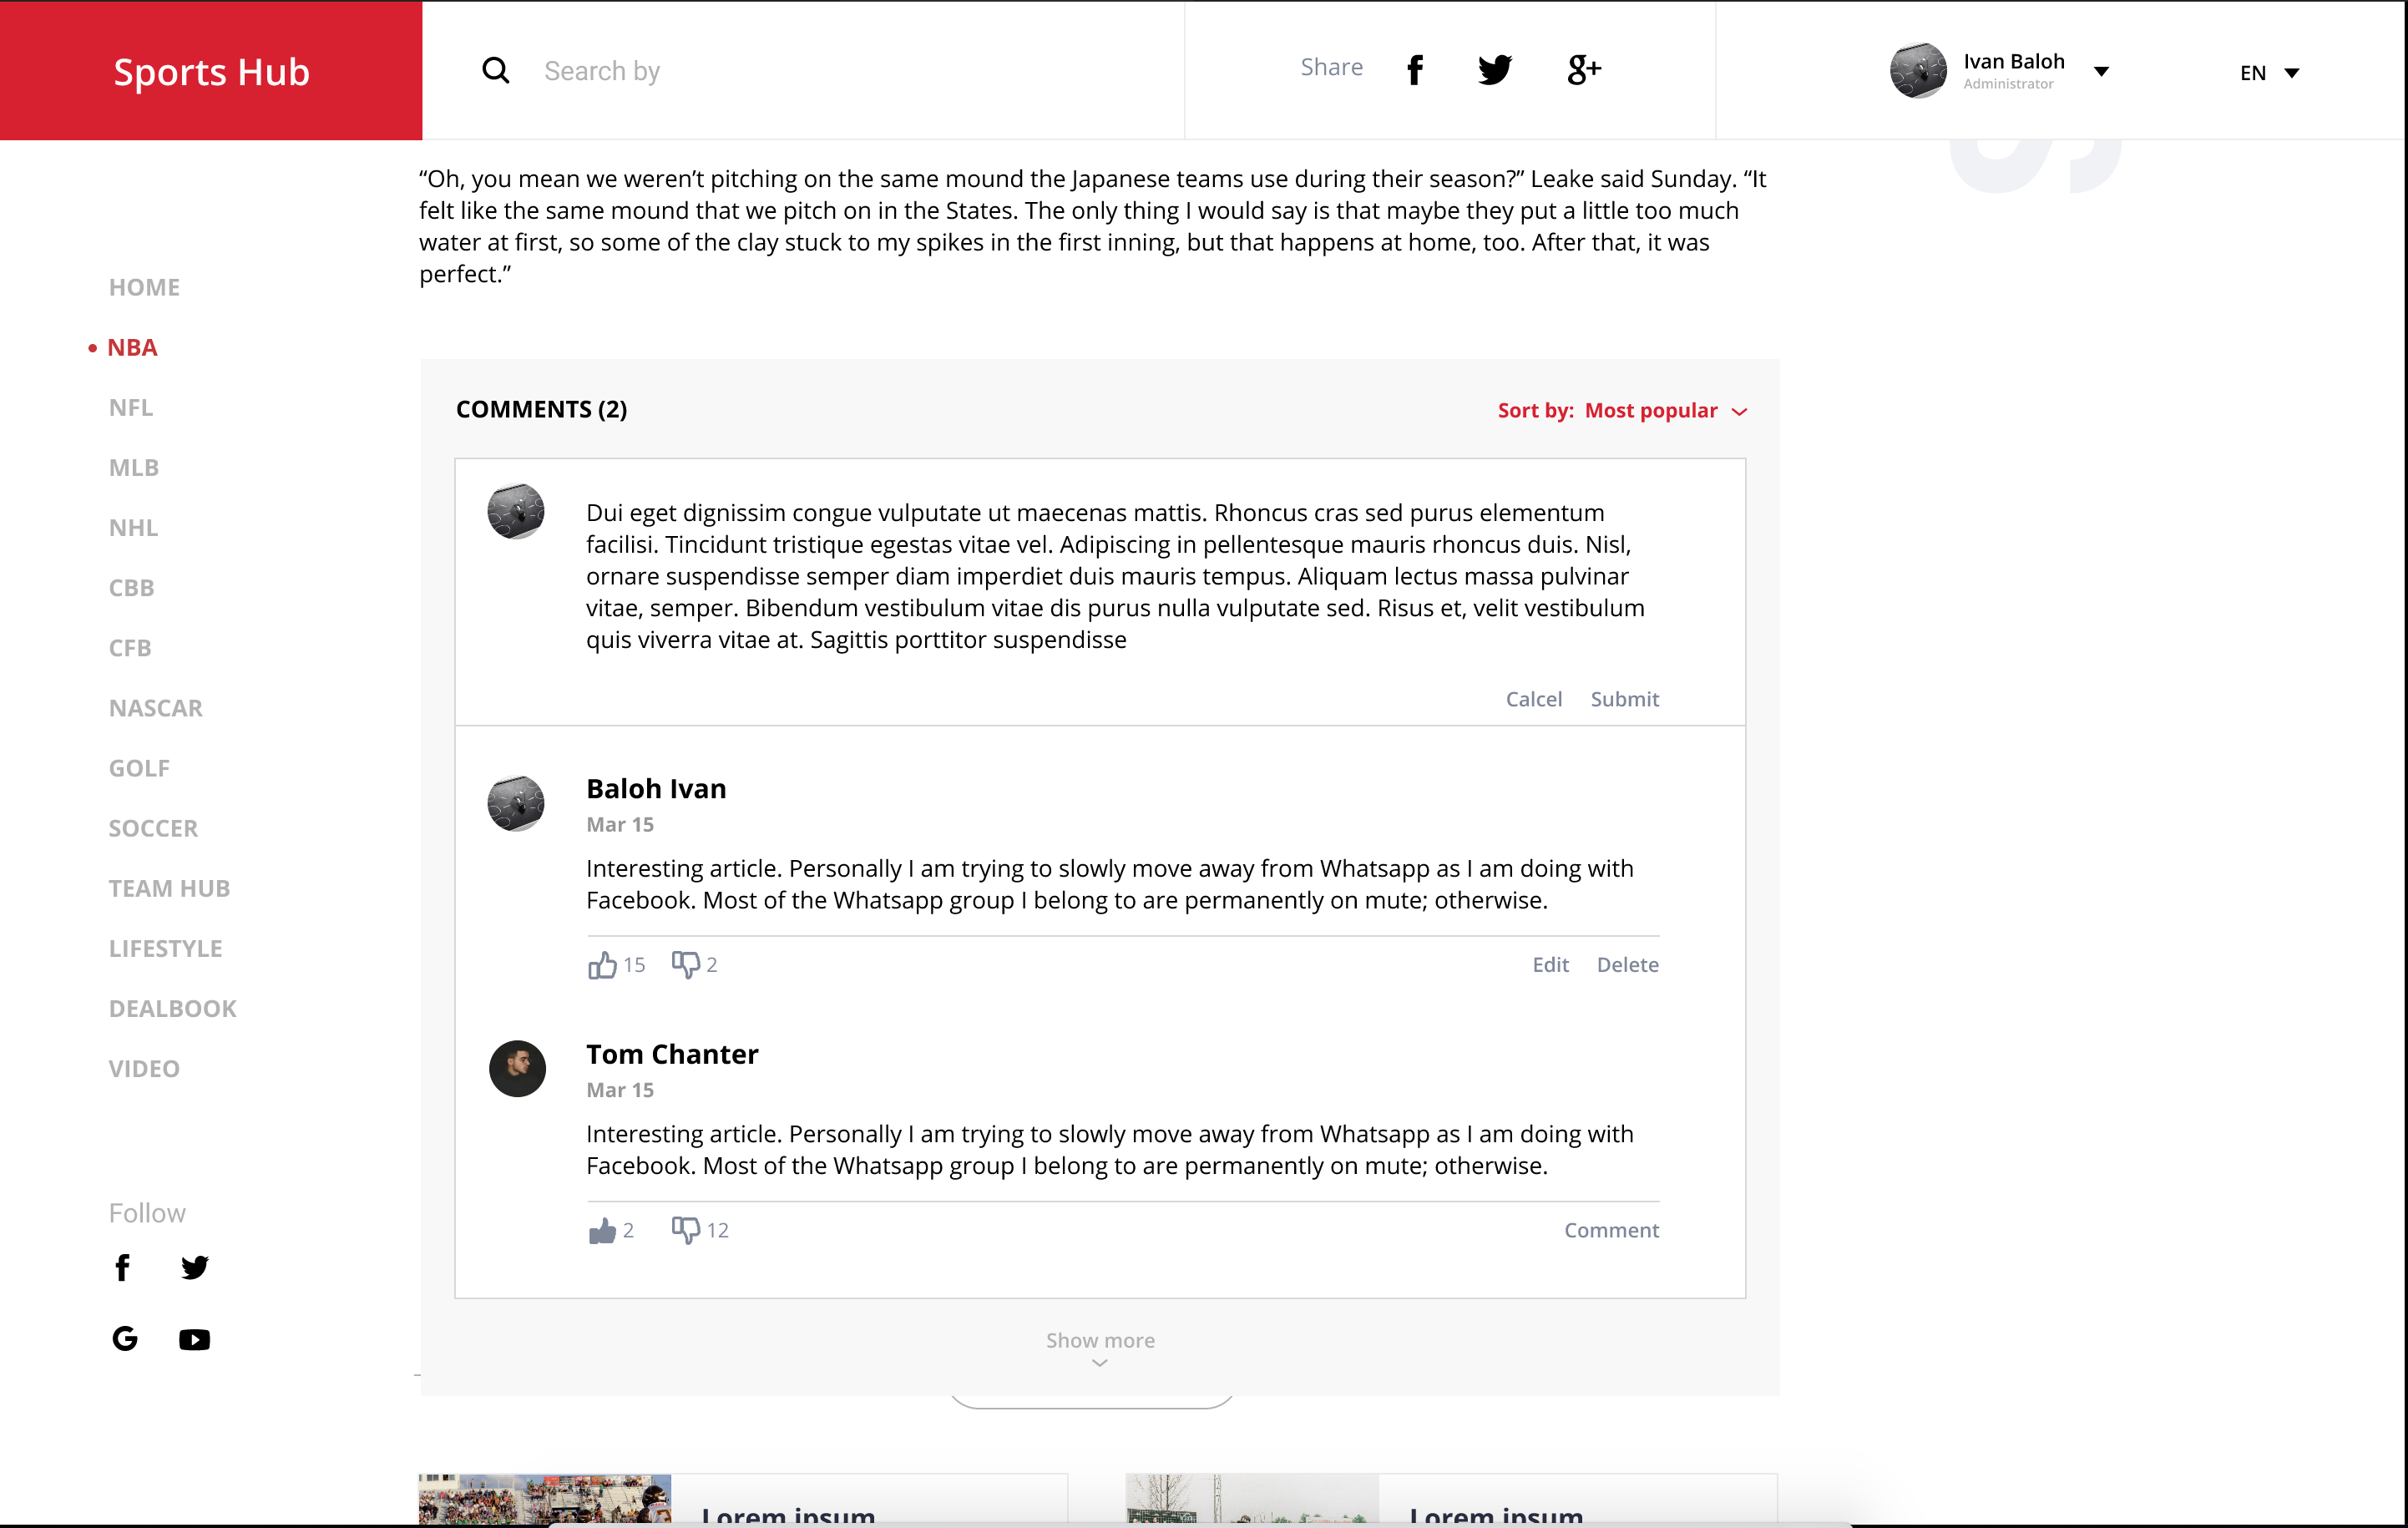 Sports Hub
Search by
Share
Ivan Baloh
Administrator
EN
“Oh, you mean we weren’t pitching on the same mound the Japanese teams use during their season?” Leake said Sunday. “It
felt like the same mound that we pitch on in the States. The only thing I would say is that maybe they put a little too much
water at first, so some of the clay stuck to my spikes in the first inning, but that happens at home, too. After that, it was
perfect.”
HOME
NBA
NFL
MLB
NHL
CBB
CFB
NASCAR
GOLF
SOCCER
TEAM HUB
LIFESTYLE
DEALBOOK
VIDEO
Follow
COMMENTS (2)
Sort by: Most popular
Dui eget dignissim congue vulputate ut maecenas mattis. Rhoncus cras sed purus elementum
facilisi. Tincidunt tristique egestas vitae vel. Adipiscing in pellentesque mauris rhoncus duis. Nisl,
ornare suspendisse semper diam imperdiet duis mauris tempus. Aliquam lectus massa pulvinar
vitae, semper. Bibendum vestibulum vitae dis purus nulla vulputate sed. Risus et, velit vestibulum
quis viverra vitae at. Sagittis porttitor suspendisse
Calcel Submit
Baloh Ivan
Mar 15
Interesting article. Personally I am trying to slowly move away from Whatsapp as I am doing with
Facebook. Most of the Whatsapp group I belong to are permanently on mute; otherwise.
15 2 Edit Delete
Tom Chanter
Mar 15
Interesting article. Personally I am trying to slowly move away from Whatsapp as I am doing with
Facebook. Most of the Whatsapp group I belong to are permanently on mute; otherwise.
2 12 Comment
Show more
Lorem ipsum
Lorem ipsum